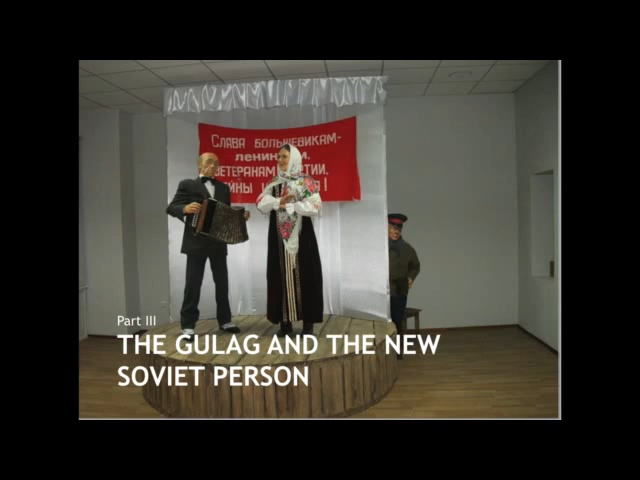 СЛАВА БОЛЬШЕВИКАМ-
ВЕТЕРАНАМ
Part III
THE GULAG AND THE NEW
SOVIET PERSON